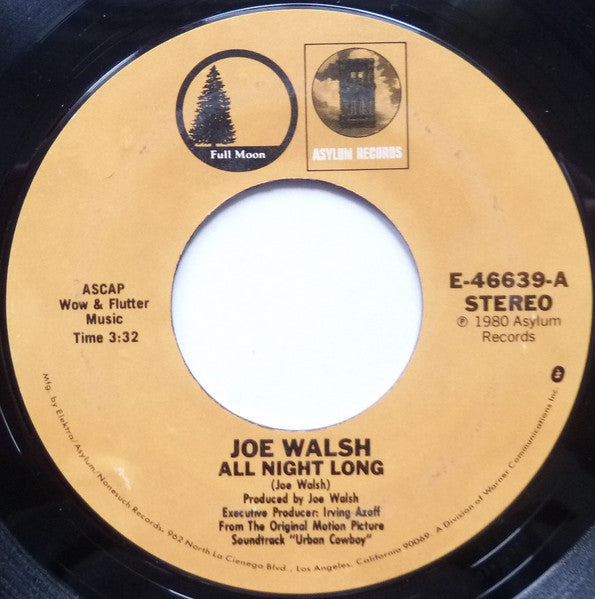 Full Moon
ASYLUM RECORDS
ASCAP
Wow & Flutter
Music
Time 3:32
E-46639-A
STEREO
℗ 1980 Asylum
Records
JOE WALSH
ALL NIGHT LONG
(Joe Walsh)
Produced by Joe Walsh
Executive Producer: Irving Azoff
From The Original Motion Picture
Soundtrack "Urban Cowboy"
Mfg. by Elektra/Asylum/Nonesuch Records, 962 North La Cienega Blvd., Los Angeles, California 90069. A Division of Warner Communications Inc.